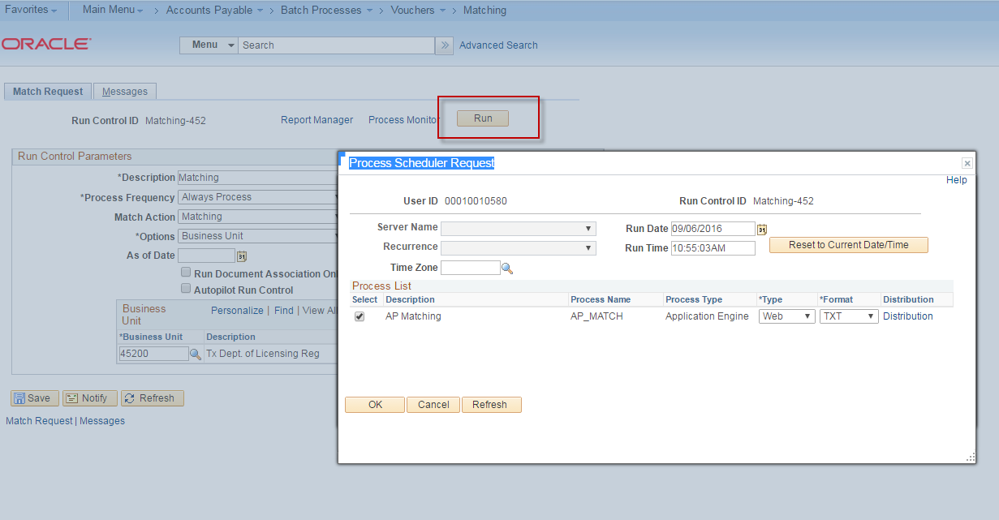 Favorites Main Menu > Accounts Payable > Batch Processes > Vouchers > Matching
ORACLE
Menu Search » Advanced Search
Match Request Messages
Run Control ID Matching-452 Report Manager Process Monitor Run
Run Control Parameters
*Description Matching
*Process Frequency Always Process
Match Action Matching
*Options Business Unit
As of Date
Run Document Association
Autopilot Run Control
Business Unit Personalize | Find | View
*Business Unit Description
45200 Tx Dept. of Licensing Reg
Save Notify Refresh
Match Request | Messages
Process Scheduler Request
Help
User ID 00010010580 Run Control ID Matching-452
Server Name Run Date 09/06/2016
Recurrence Run Time 10:55:03AM Reset to Current Date/Time
Time Zone
Process List
Select Description Process Name Process Type *Type *Format Distribution
AP Matching AP_MATCH Application Engine Web TXT Distribution
OK Cancel Refresh